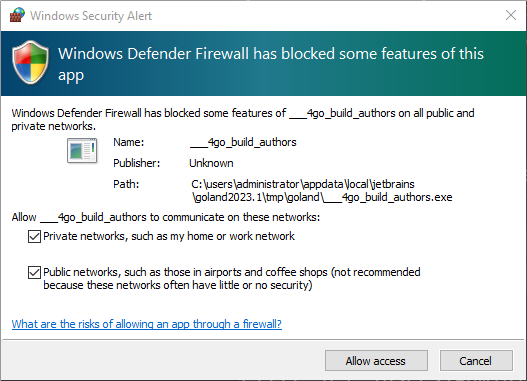 Windows Security Alert
Windows Defender Firewall has blocked some features of this
app
Windows Defender Firewall has blocked some features of ___4go_build_authors on all public and
private networks.
Name: ___4go_build_authors
Publisher: Unknown
Path: C:\users\administrator\appdata\local\jetbrains
\goland2023.1\tmp\goland\___4go_build_authors.exe
Allow ___4go_build_authors to communicate on these networks:
Private networks, such as my home or work network
Public networks, such as those in airports and coffee shops (not recommended
because these networks often have little or no security)
What are the risks of allowing an app through a firewall?
Allow access Cancel